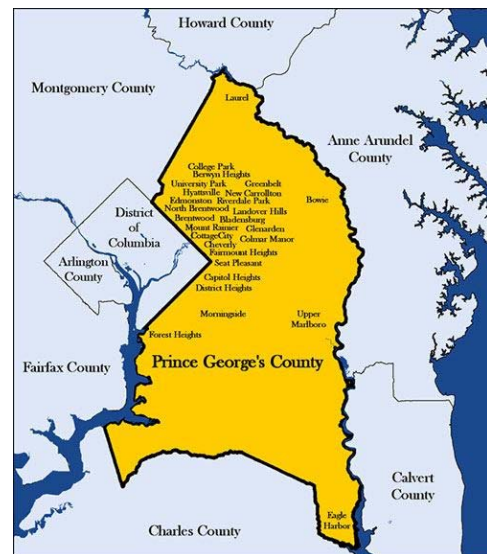 Howard County
Montgomery County
Laurel
Anne Arundel
County
College Park
Berwyn Heights
University Park Greenbelt
Hyattsville New Carrollton
Edmonston Riverdale Park
Bowie
North Brentwood Landover Hills
Brentwood Bladensburg
Mount Rainier Glenarden
CottageCity Colmar Manor
Cheverly
Fairmount Heights
Seat Pleasant
District
of
Columbia
Arlington
County
Capitol Heights
District Heights
Morningside
Upper
Marlboro
Forest Heights
Prince George's County
Fairfax County
Calvert
County
Eagle
Harbor
Charles County